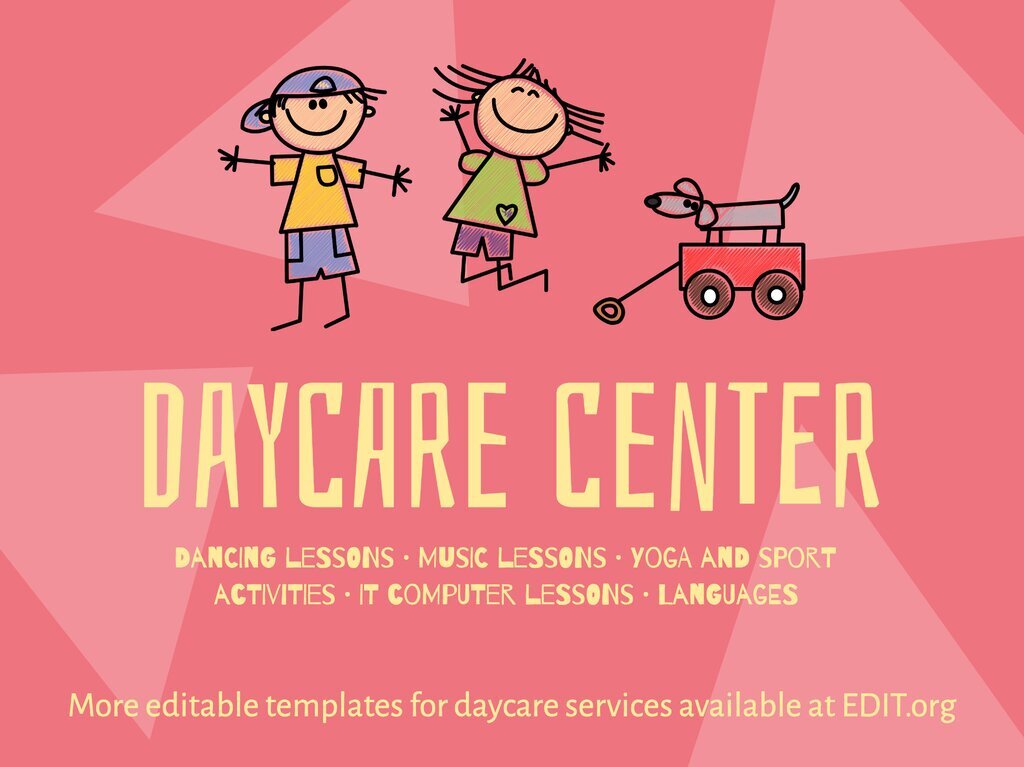 DAYCARE CENTER
DANCING LESSONS • MUSIC LESSONS • YOGA AND SPORT
ACTIVITIES • IT COMPUTER LESSONS • LANGUAGES
More editable templates for daycare services available at EDIT.org